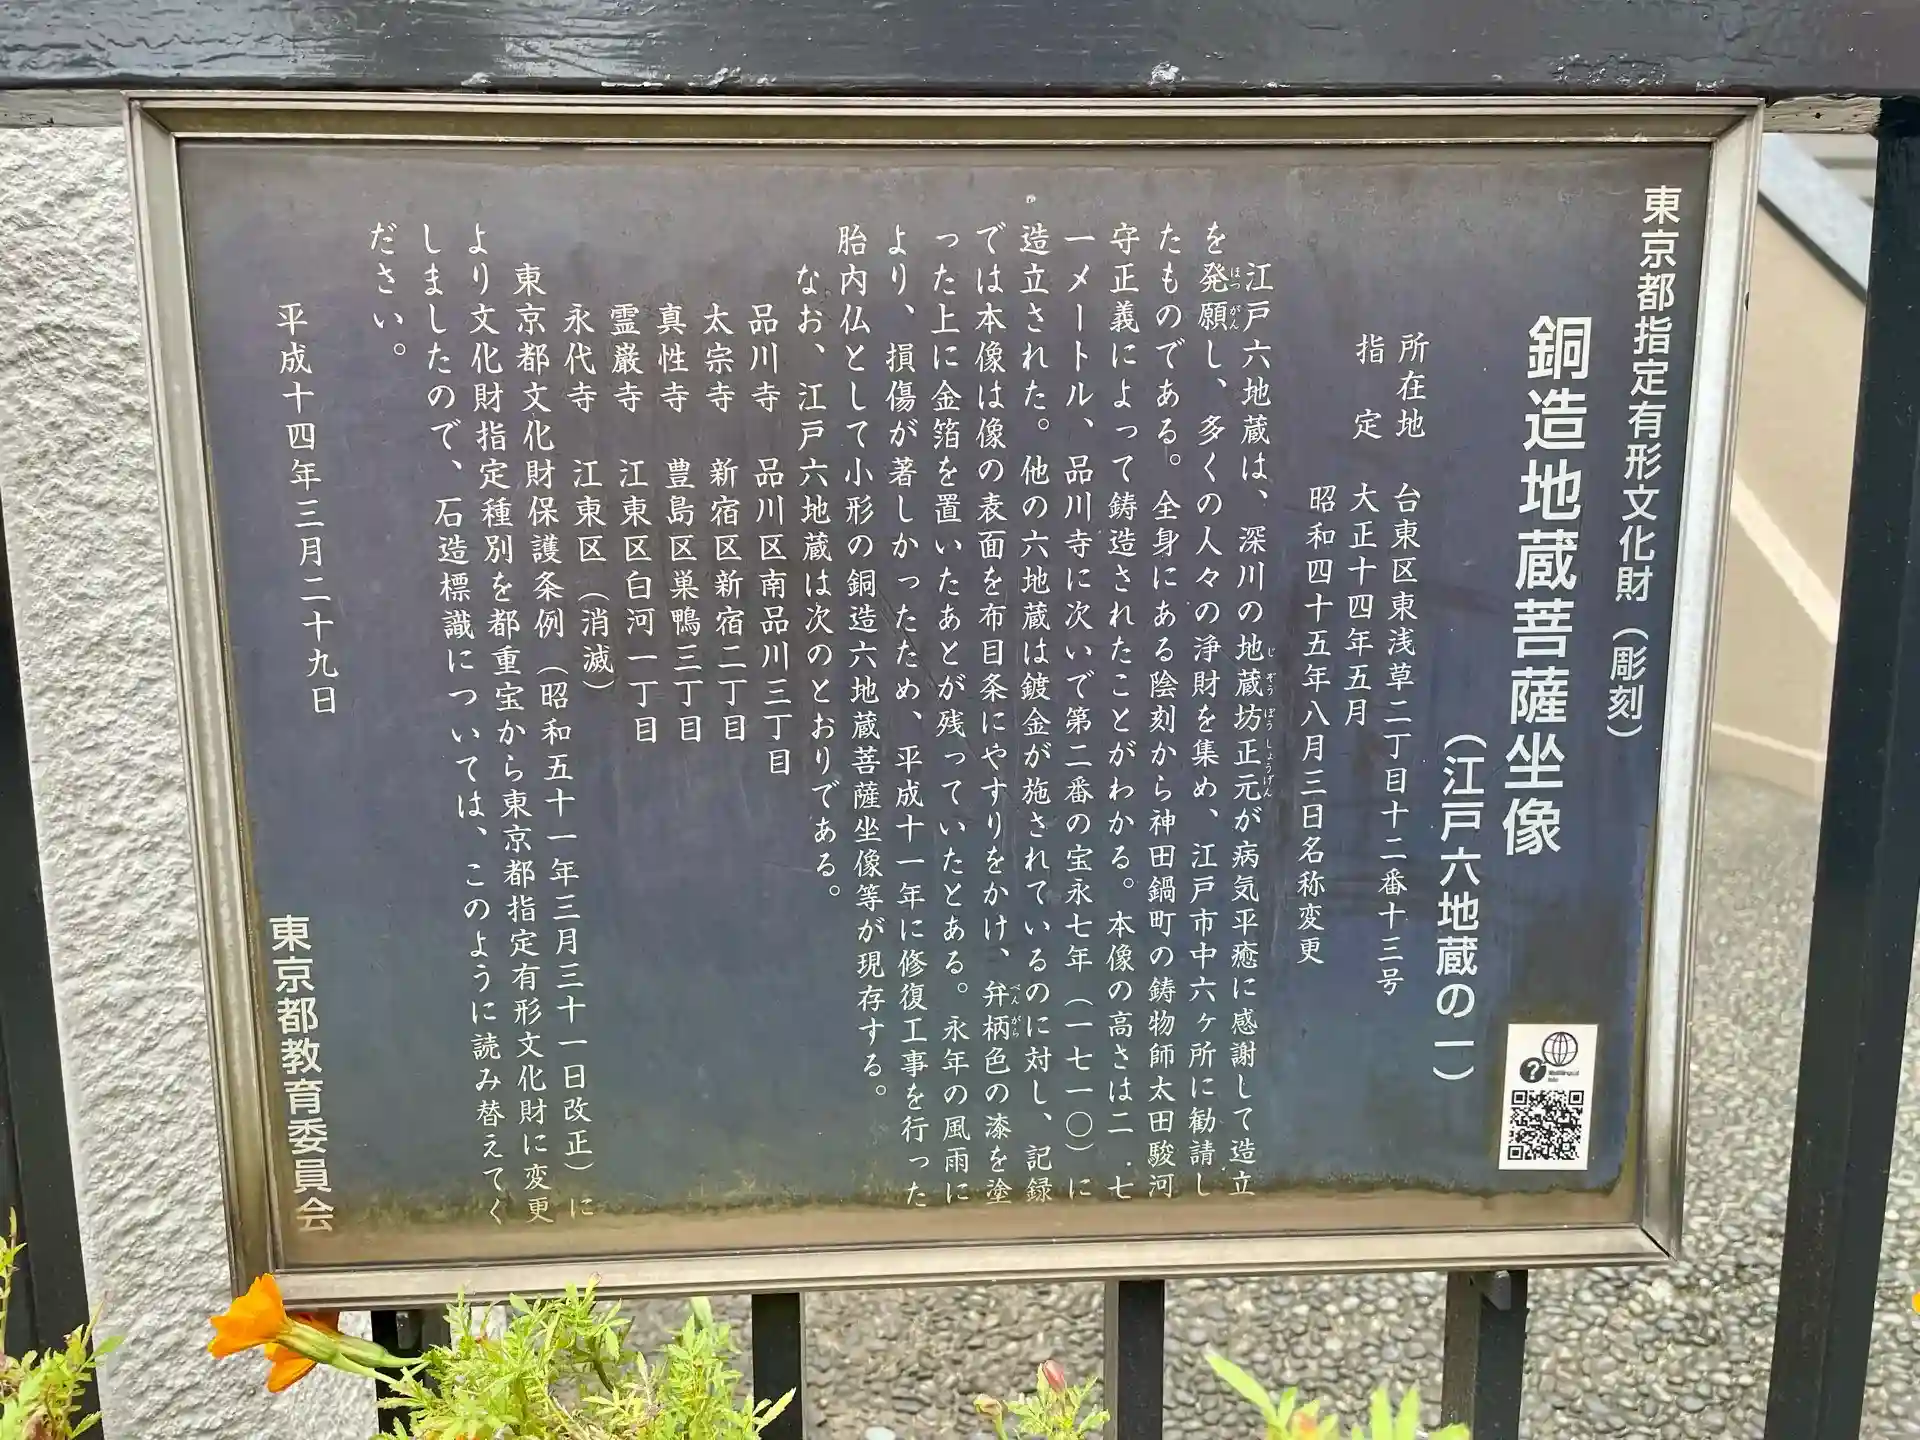 東京都指定有形文化財（彫刻）
銅造地蔵菩薩坐像
（江戸六地蔵の一）
所在地　台東区東浅草二丁目十二番十三号
指　定　大正十四年五月
昭和四十五年八月三日名称変更
江戸六地蔵は、深川の地蔵坊正元が病気平癒に感謝して造立
じぞうぼうしょうげん
を発願し、多くの人々の浄財を集め、江戸市中六ヶ所に勧請し
ほつがん
たものである。全身にある陰刻から神田鍋町の鋳物師太田駿河
守正義によって鋳造されたことがわかる。本像の高さは二．七
一メートル、品川寺に次いで第二番の宝永七年（一七一〇）に
造立された。他の六地蔵は鍍金が施されているのに対し、記録
では本像は像の表面を布目条にやすりをかけ、弁柄色の漆を塗
べんがら
った上に金箔を置いたあとが残っていたとある。永年の風雨に
より、損傷が著しかったため、平成十一年に修復工事を行った
胎内仏として小形の銅造六地蔵菩薩坐像等が現存する。
なお、江戸六地蔵は次のとおりである。
品川寺　品川区南品川三丁目
太宗寺　新宿区新宿二丁目
真性寺　豊島区巣鴨三丁目
霊巌寺　江東区白河一丁目
永代寺　江東区（消滅）
東京都文化財保護条例（昭和五十一年三月三十一日改正）に
より文化財指定種別を都重宝から東京都指定有形文化財に変更
しましたので、石造標識については、このように読み替えてく
ださい。
平成十四年三月二十九日
東京都教育委員会